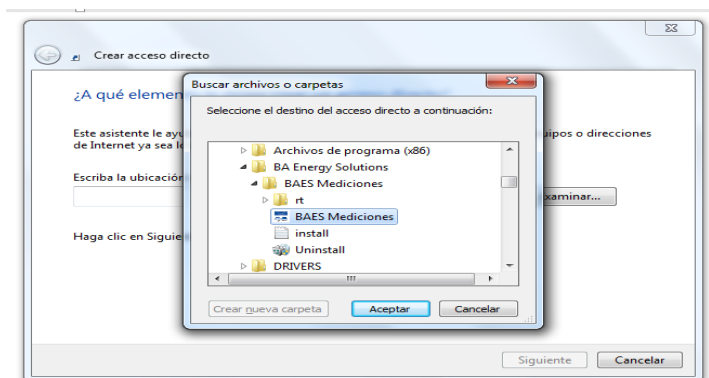 Crear acceso directo
¿A qué elemen
Buscar archivos o carpetas
Seleccione el destino del acceso directo a continuación:
Este asistente le ayu
uipos o direcciones
de Internet ya sea lo
Escriba la ubicación
xaminar...
Haga clic en Siguie
Archivos de programa (x86)
BA Energy Solutions
BAES Mediciones
rt
BAES Mediciones
install
Uninstall
DRIVERS
Crear nueva carpeta
Aceptar
Cancelar
Siguiente
Cancelar